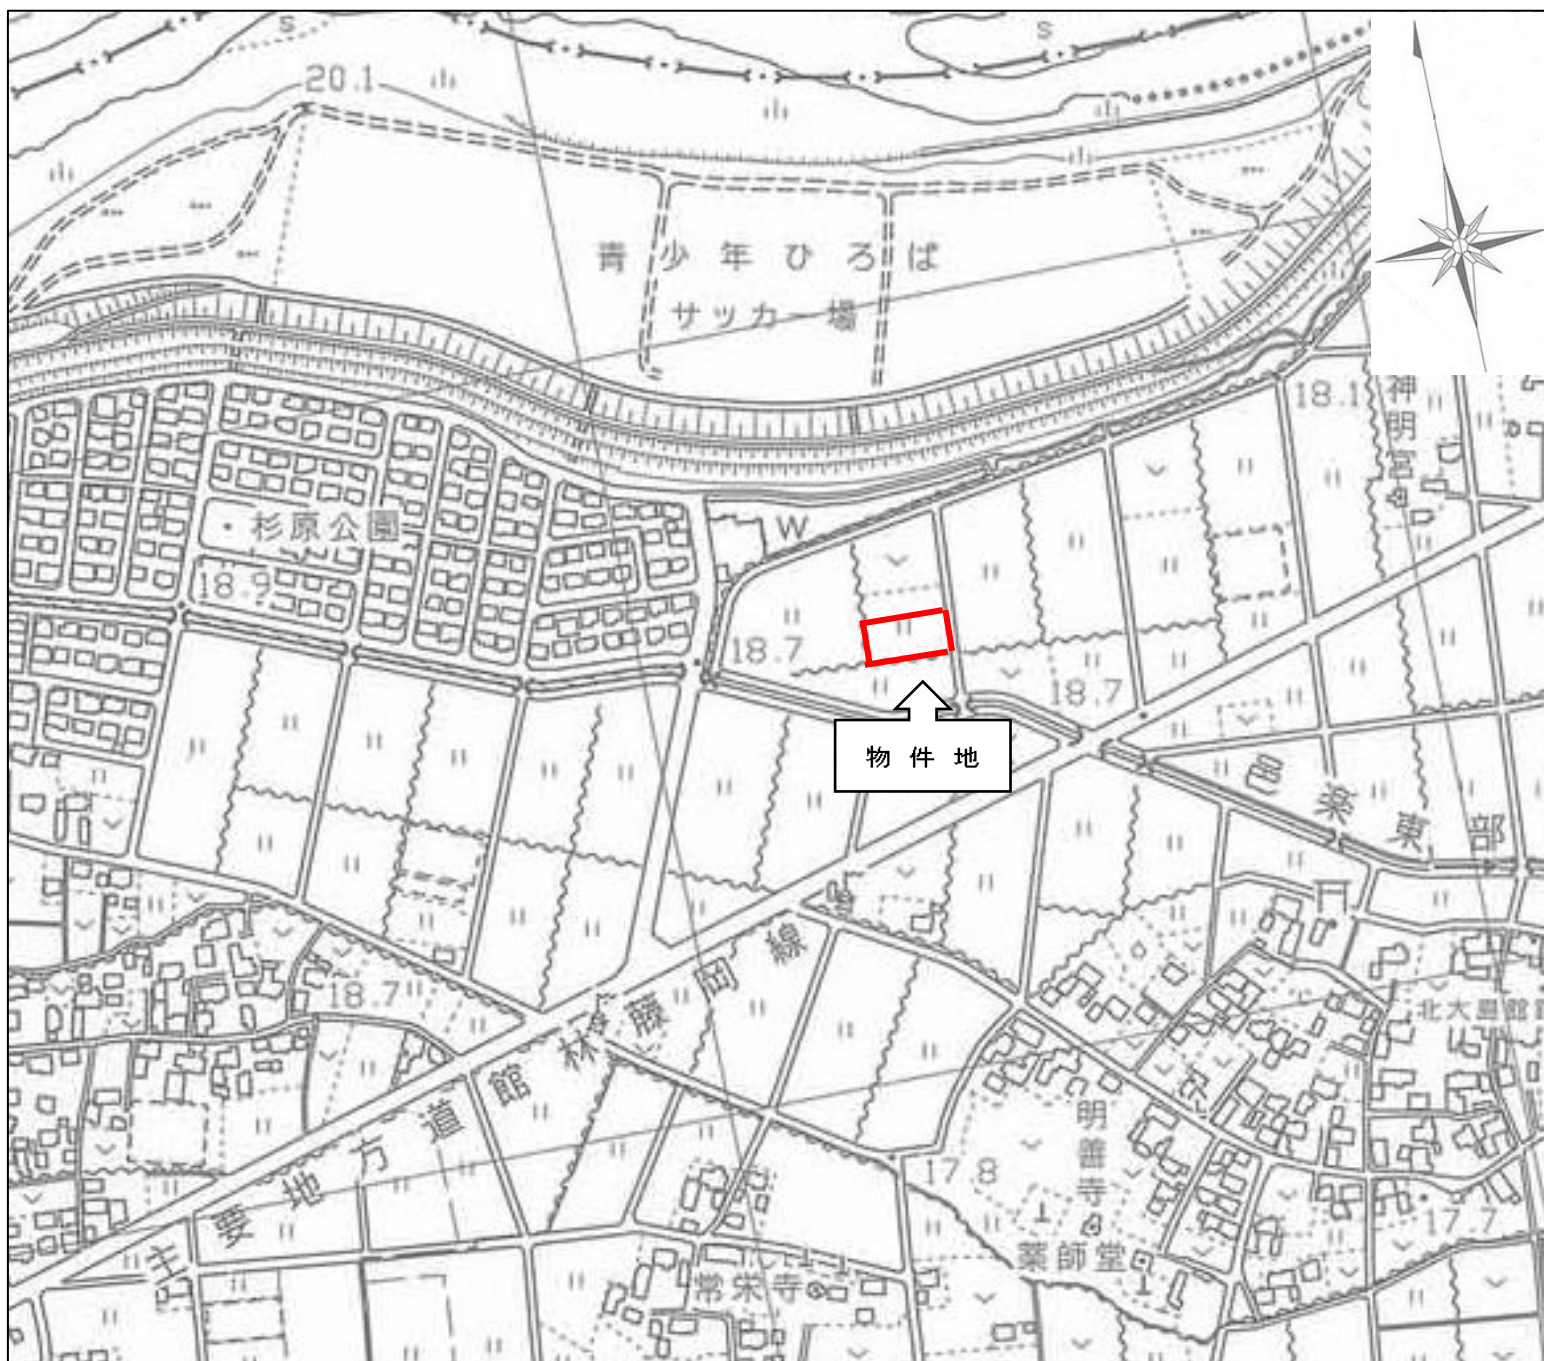 S
S
20.1
青少年ひろば
サッカー場
18.1
神明宮
杉原公園
W
18.9
18.7
18.7
物件地
邑楽東部
18.7
主要地方道館林藤岡線
北大島館
明善寺
17.8
17.7
薬師堂
常栄寺